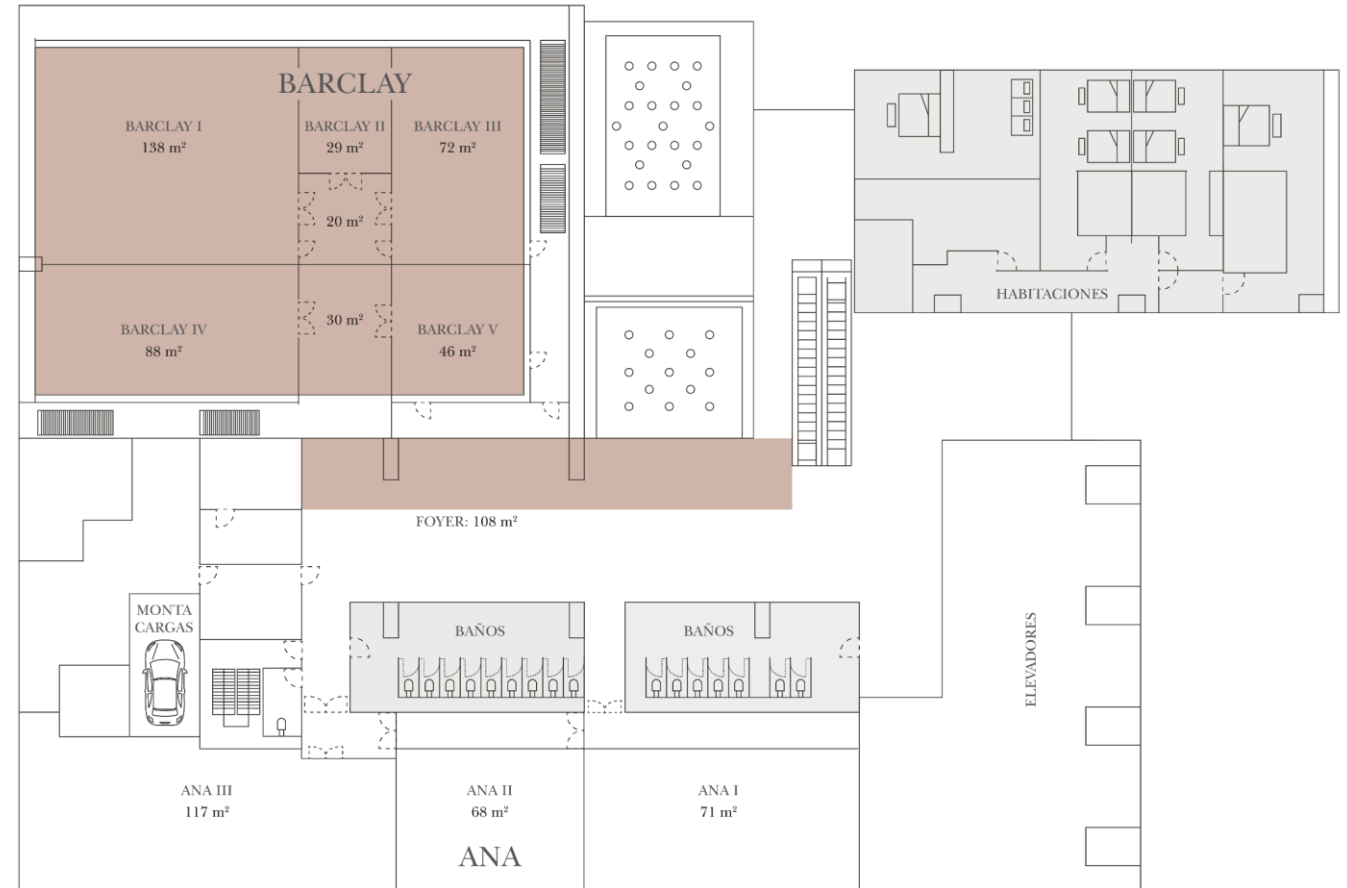 BARCLAY
BARCLAY I
138 m²
BARCLAY II
29 m²
BARCLAY III
72 m²
20 m²
BARCLAY IV
88 m²
30 m²
BARCLAY V
46 m²
HABITACIONES
FOYER: 108 m²
MONTA
CARGAS
BAÑOS
BAÑOS
ELEVADORES
ANA III
117 m²
ANA II
68 m²
ANA I
71 m²
ANA